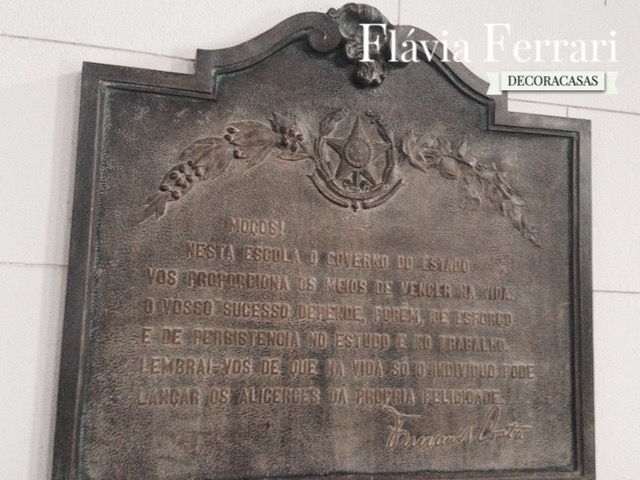 Flávia Ferrari
DECORACASAS
MOÇOS!
NESTA ESCOLA O GOVERNO DO ESTADO
VOS PROPORCIONA OS MEIOS DE VENCER NA VIDA.
O VOSSO SUCESSO DEPENDE, PORÉM, DE ESFORÇO
E DE PERSISTENCIA NO ESTUDO E NO TRABALHO.
LEMBRAI-VOS DE QUE NA VIDA SÓ O INDIVIDUO PODE
LANÇAR OS ALICERCES DA PROPRIA FELICIDADE.
Fernando Costa